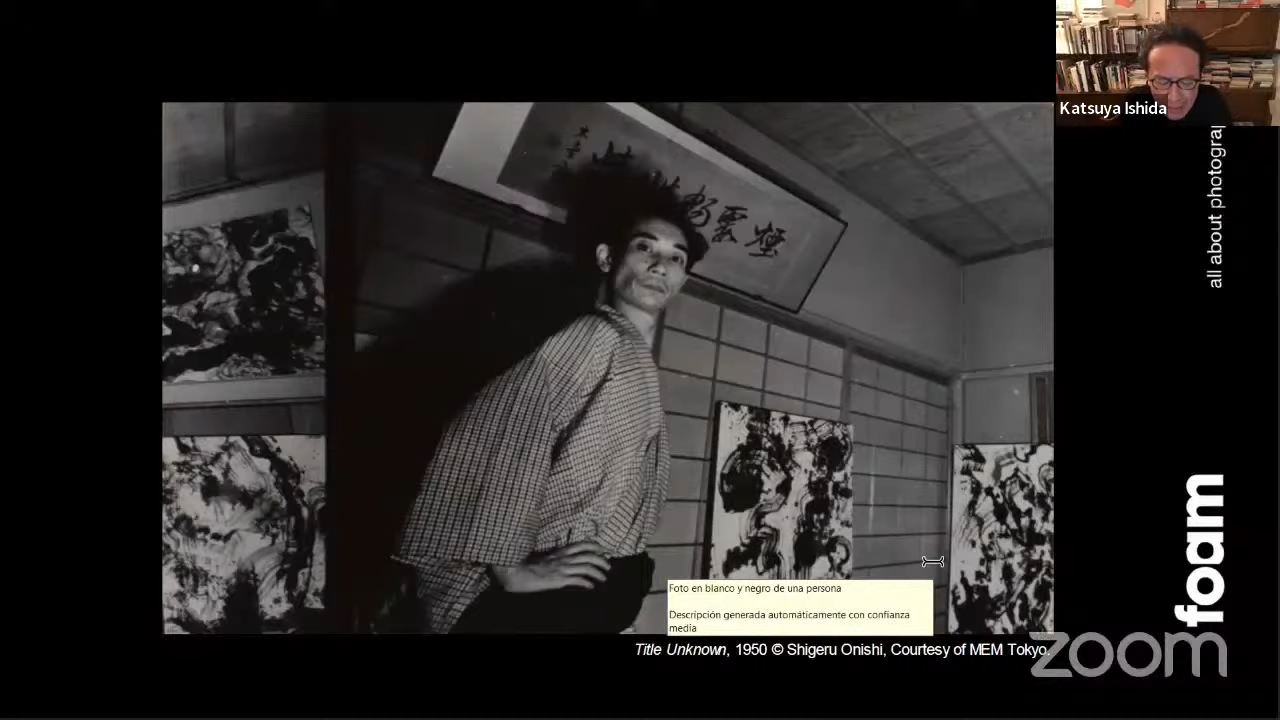 Katsuya Ishida
all about photogra
foam
Foto en blanco y negro de una persona
Descripción generada automáticamente con confianza
media
Title Unknown, 1950 © Shigeru Onishi, Courtesy of MEM Tokyo.
zoom